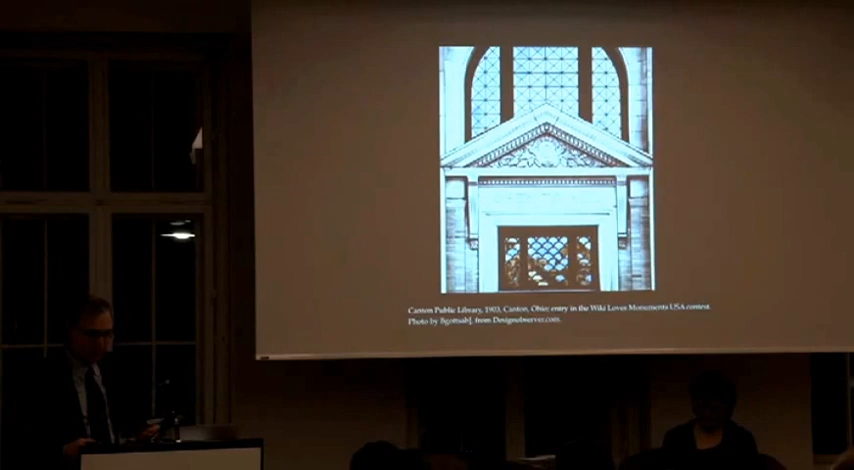 Canton Public Library, 1903, Canton, Ohio; entry in the Wiki Loves Monuments USA contest.
Photo by Bgottsab], from Designobserver.com.